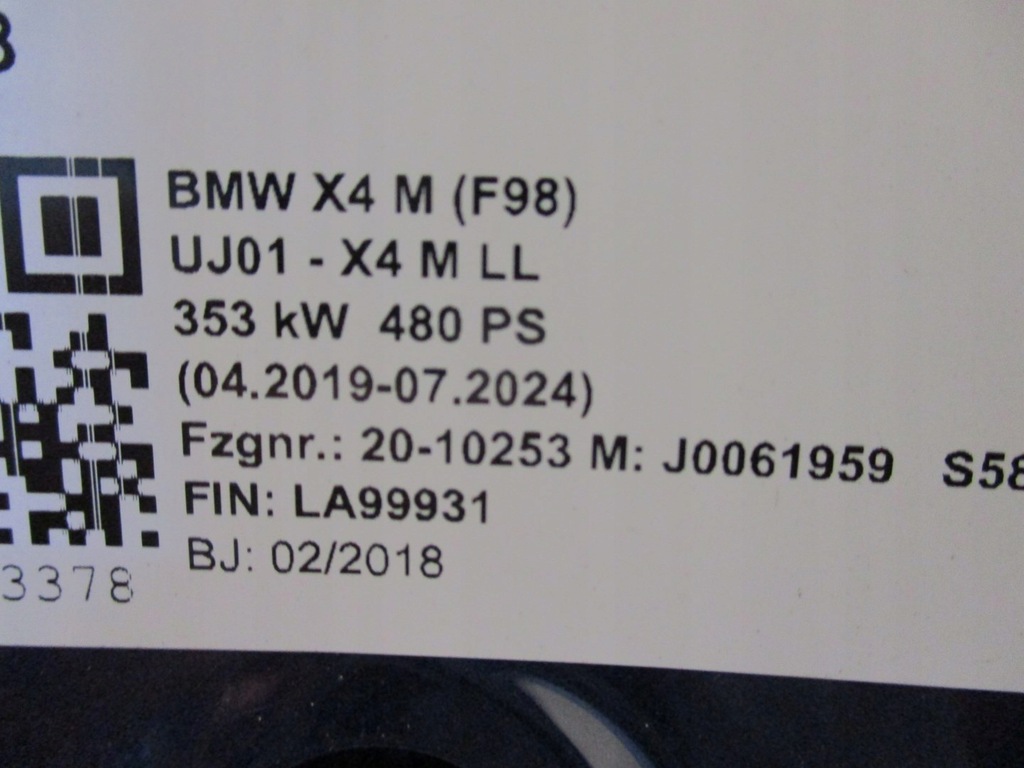 BMW X4 M (F98)
UJ01 - X4 M LL
353 kW 480 PS
(04.2019-07.2024)
Fzgnr.: 20-10253 M: J0061959 S58
FIN: LA99931
BJ: 02/2018
3378